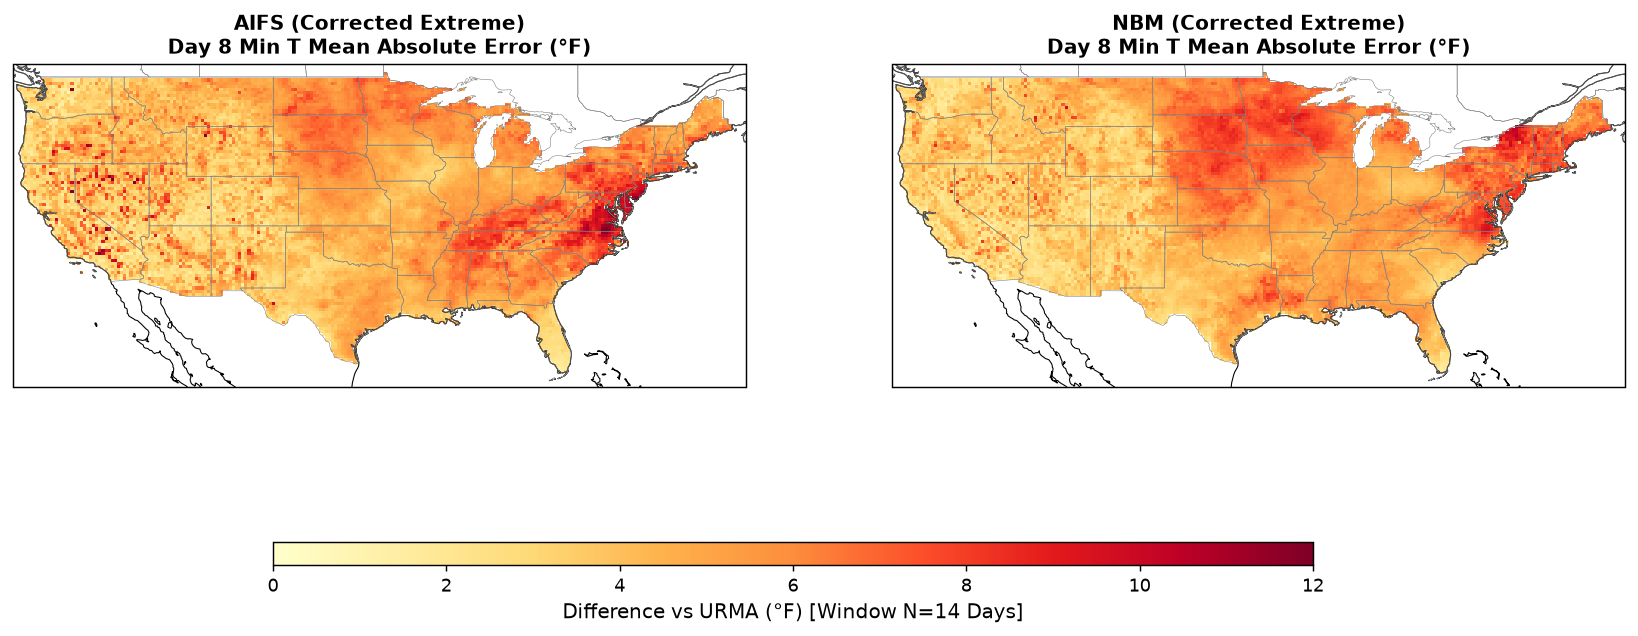 AIFS (Corrected Extreme)
Day 8 Min T Mean Absolute Error (°F)
NBM (Corrected Extreme)
Day 8 Min T Mean Absolute Error (°F)
0 2 4 6 8 10 12
Difference vs URMA (°F) [Window N=14 Days]